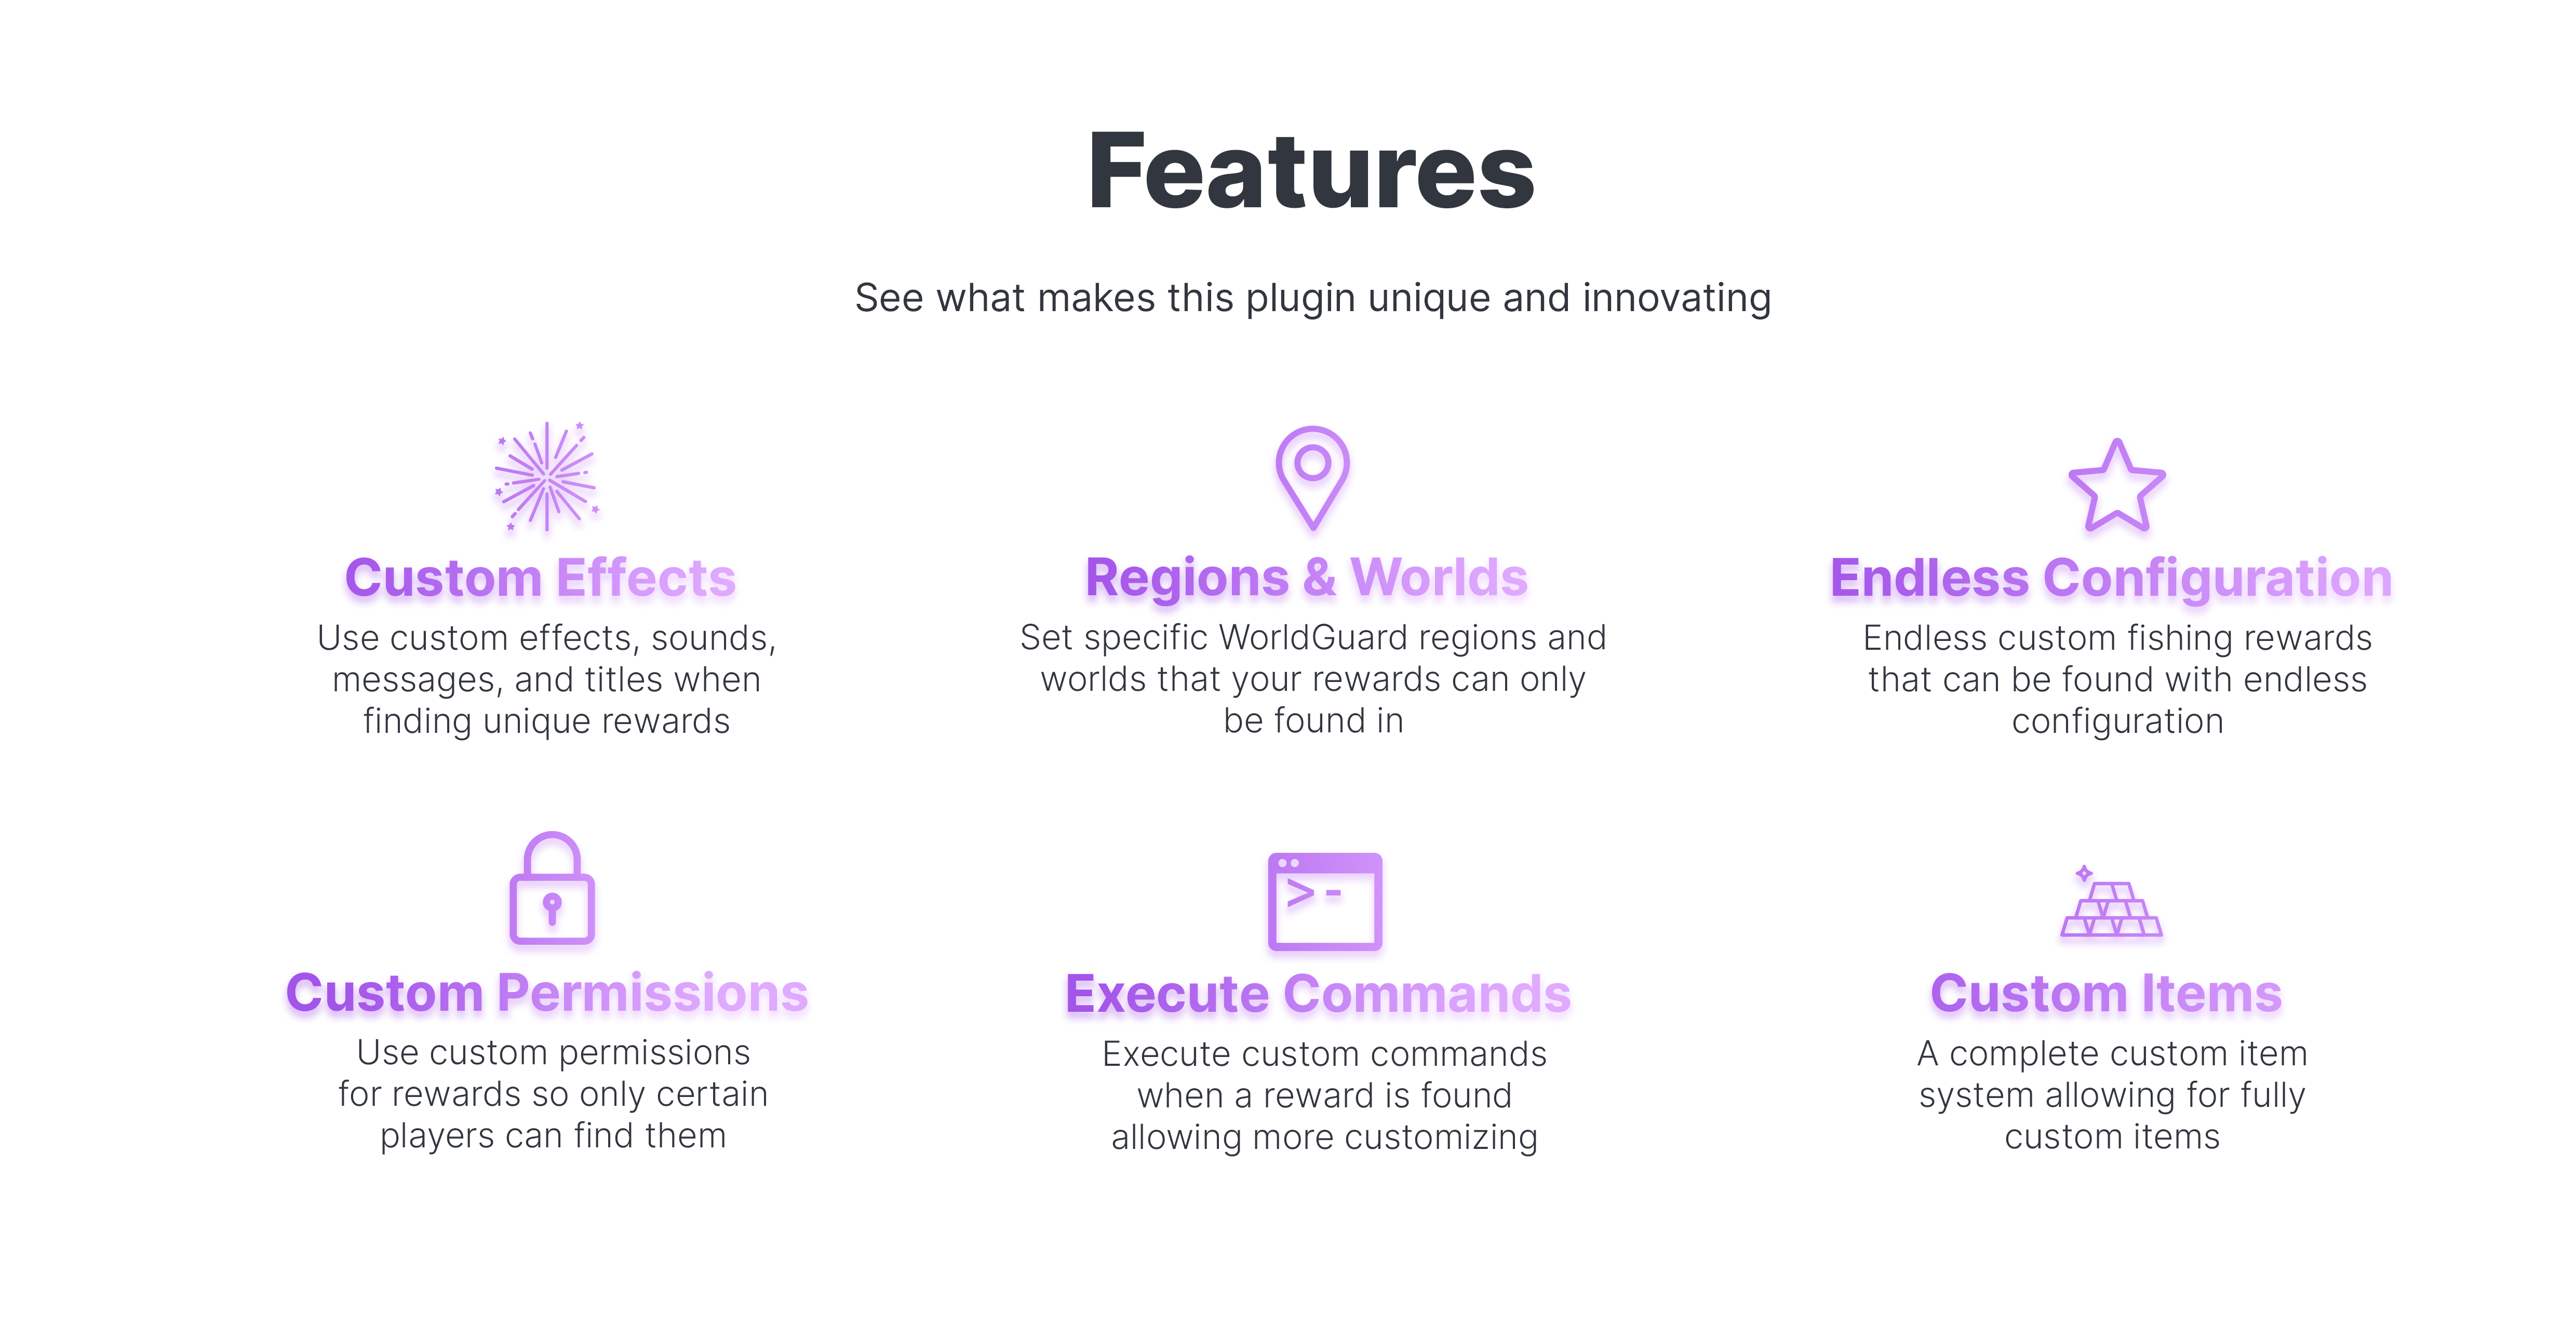 Features
See what makes this plugin unique and innovating
Custom Effects
Use custom effects, sounds,
messages, and titles when
finding unique rewards
Regions & Worlds
Set specific WorldGuard regions and
worlds that your rewards can only
be found in
Endless Configuration
Endless custom fishing rewards
that can be found with endless
configuration
Custom Permissions
Use custom permissions
for rewards so only certain
players can find them
>-
Execute Commands
Execute custom commands
when a reward is found
allowing more customizing
Custom Items
A complete custom item
system allowing for fully
custom items